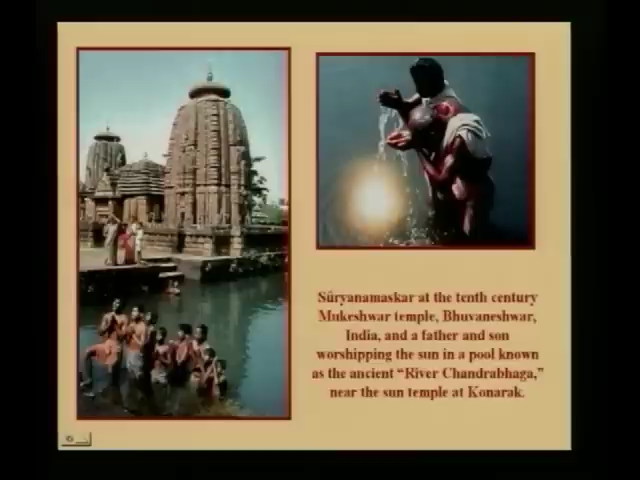 Sûryanamaskar at the tenth century
Mukeshwar temple, Bhuvaneshwar,
India, and a father and son
worshipping the sun in a pool known
as the ancient “River Chandrabhaga,”
near the sun temple at Konarak.